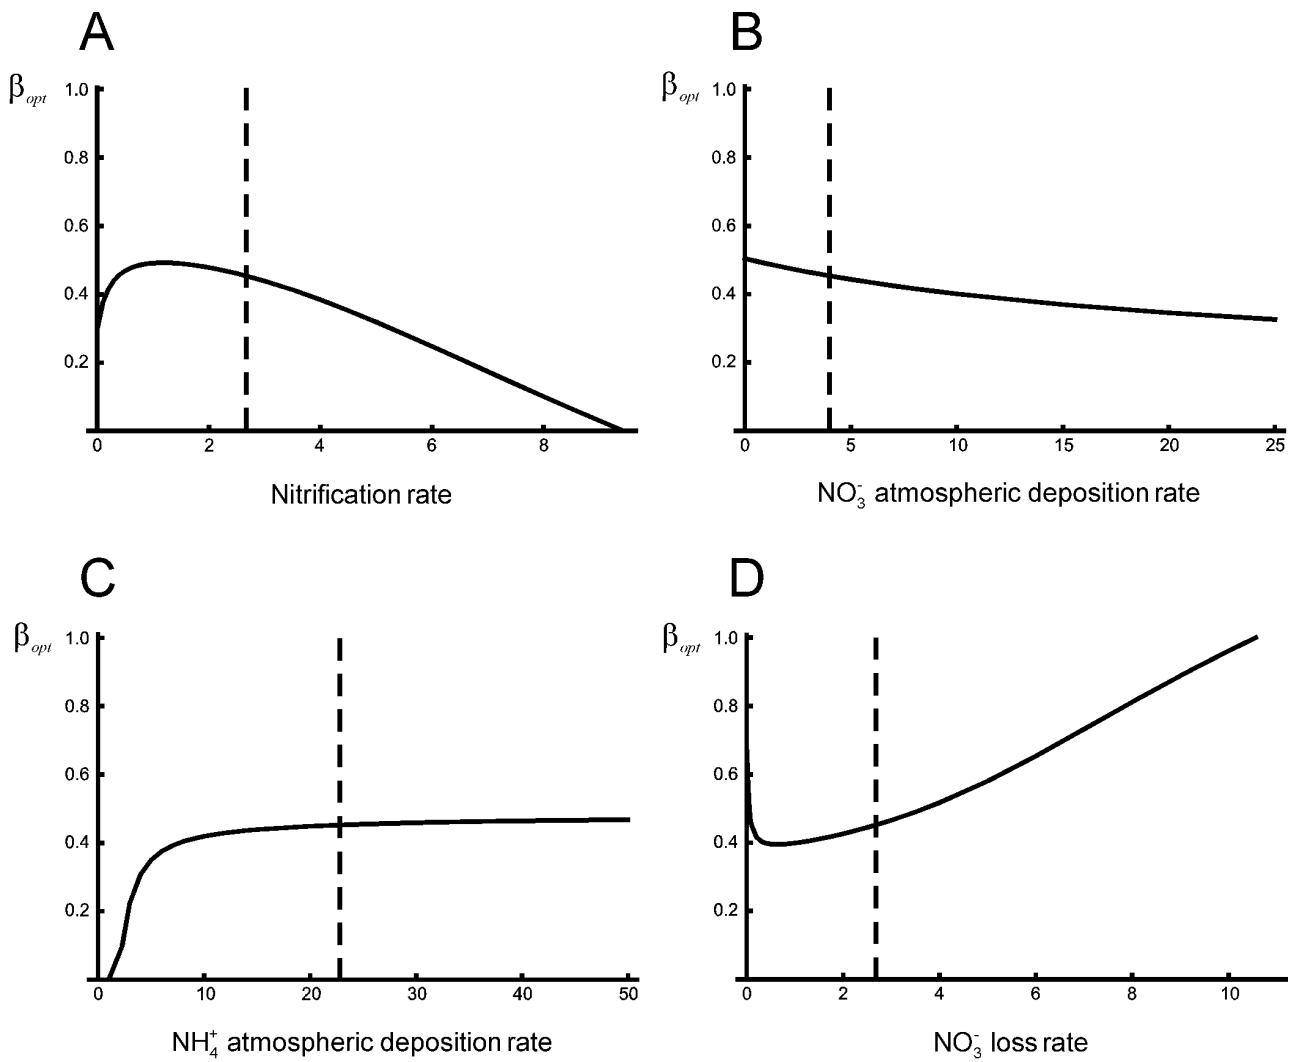 A
β opt
1.0
0.8
0.6
0.4
0.2
0 2 4 6 8
Nitrification rate
B
β opt
1.0
0.8
0.6
0.4
0.2
0 5 10 15 20 25
NO₃⁻ atmospheric deposition rate
C
β opt
1.0
0.8
0.6
0.4
0.2
0 10 20 30 40 50
NH₄⁺ atmospheric deposition rate
D
β opt
1.0
0.8
0.6
0.4
0.2
0 2 4 6 8 10
NO₃⁻ loss rate